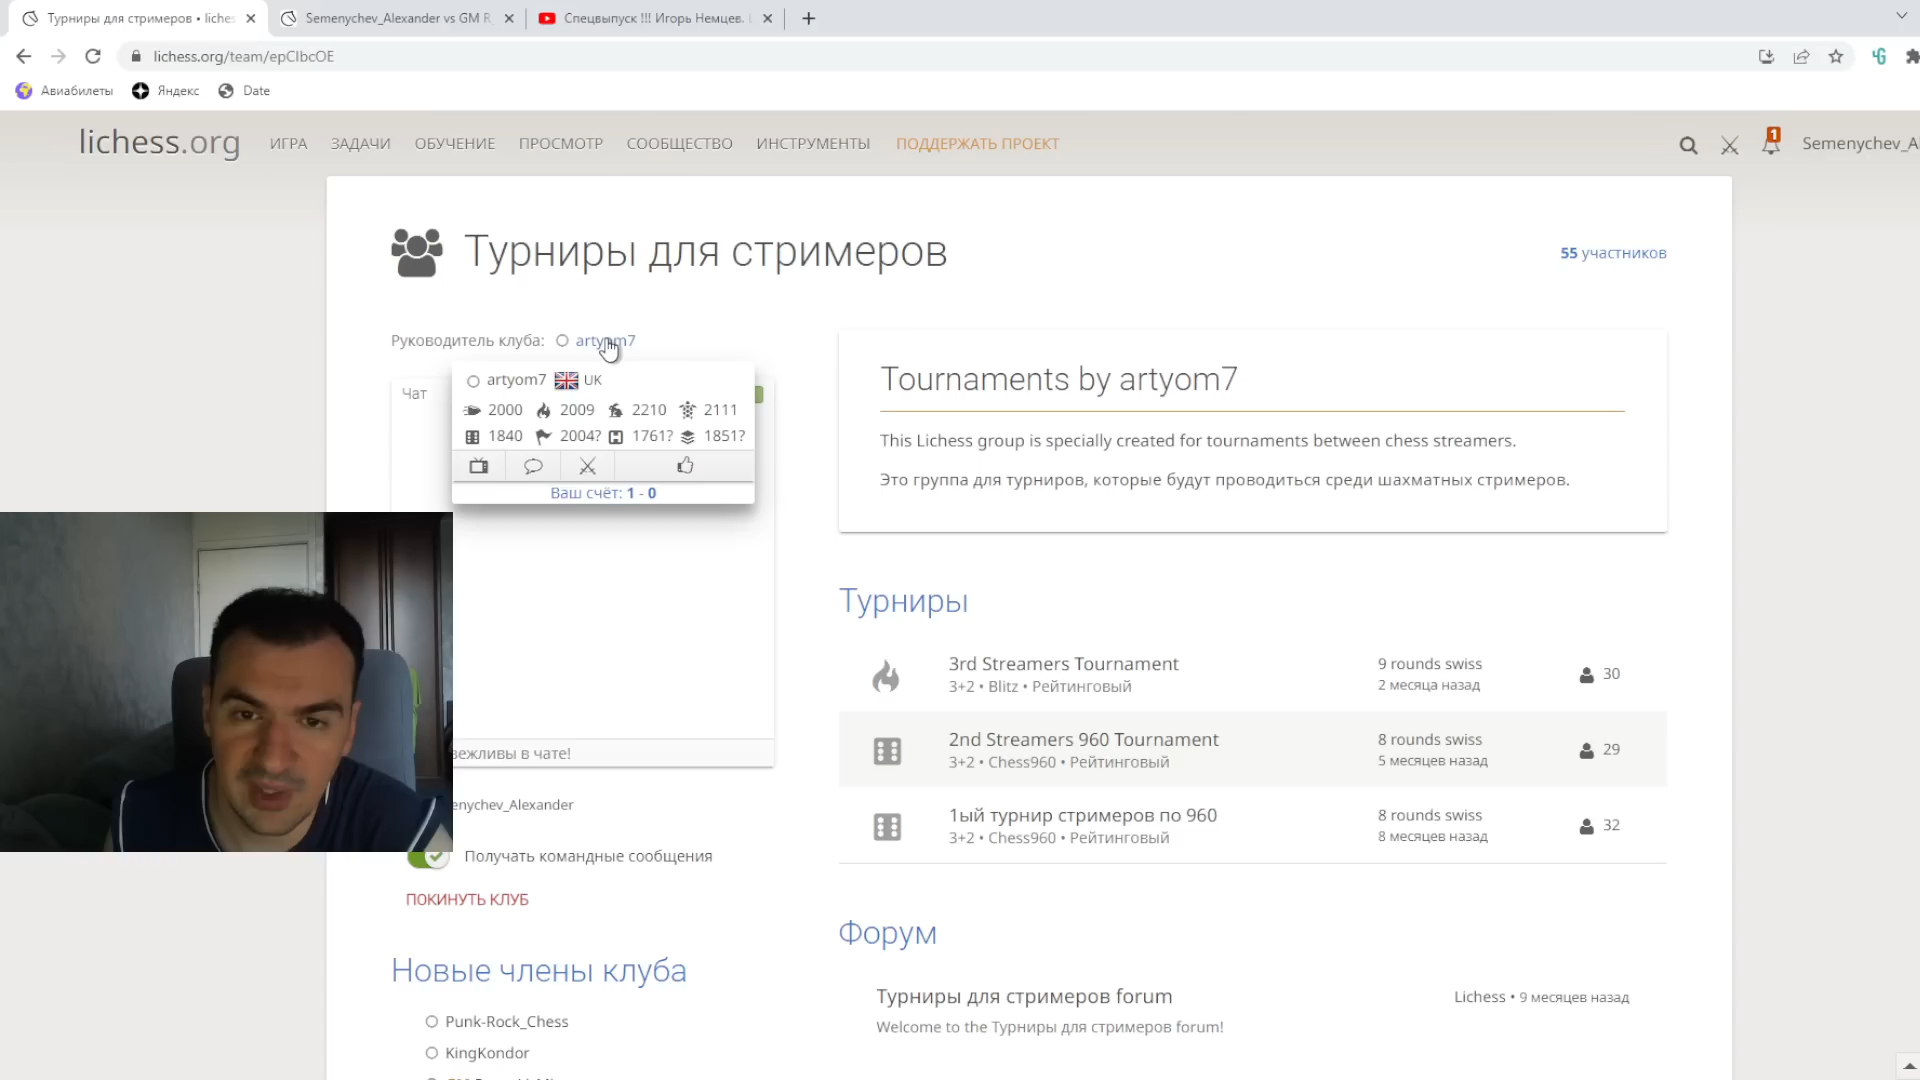 Турниры для стримеров • liches
Semenychev_Alexander vs GM R
Спецвыпуск !!! Игорь Немцев.
lichess.org/team/epClbcOE
Авиабилеты
Яндекс
Date
lichess.org
ИГРА
ЗАДАЧИ
ОБУЧЕНИЕ
ПРОСМОТР
СООБЩЕСТВО
ИНСТРУМЕНТЫ
ПОДДЕРЖАТЬ ПРОЕКТ
1
Semenychev_A
Турниры для стримеров
55 участников
Руководитель клуба: artyom7
Чат
artyom7 UK
2000 2009 2210 2111
1840 2004? 1761? 1851?
Ваш счёт: 1 - 0
вежливы в чате!
enychev_Alexander
Получать командные сообщения
ПОКИНУТЬ КЛУБ
Новые члены клуба
Punk-Rock_Chess
KingKondor
Tournaments by artyom7
This Lichess group is specially created for tournaments between chess streamers.
Это группа для турниров, которые будут проводиться среди шахматных стримеров.
Турниры
3rd Streamers Tournament
3+2 • Blitz • Рейтинговый
9 rounds swiss
2 месяца назад
30
2nd Streamers 960 Tournament
3+2 • Chess960 • Рейтинговый
8 rounds swiss
5 месяцев назад
29
1ый турнир стримеров по 960
3+2 • Chess960 • Рейтинговый
8 rounds swiss
8 месяцев назад
32
Форум
Турниры для стримеров forum
Lichess • 9 месяцев назад
Welcome to the Турниры для стримеров forum!